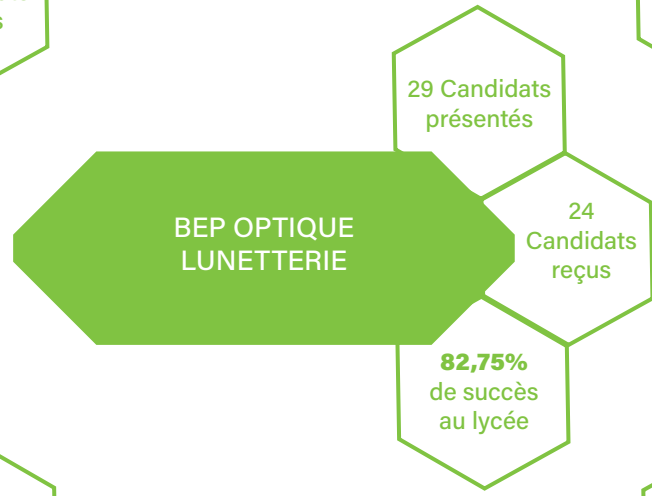 29 Candidats
présentés
BEP OPTIQUE
LUNETTERIE
24
Candidats
reçus
82,75%
de succès
au lycée